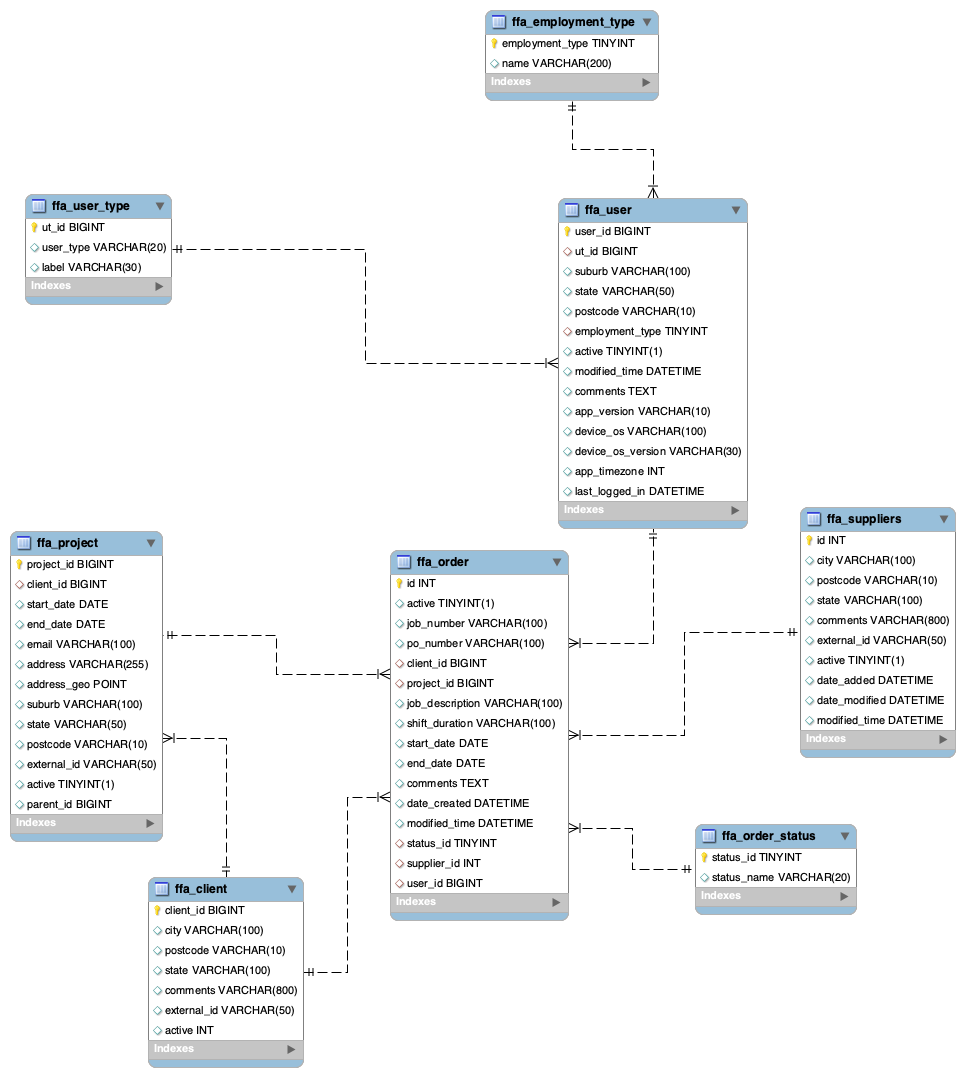 ffa_employment_type
employment_type TINYINT
name VARCHAR(200)
Indexes
ffa_user_type
ut_id BIGINT
user_type VARCHAR(20)
label VARCHAR(30)
Indexes
ffa_user
user_id BIGINT
ut_id BIGINT
suburb VARCHAR(100)
state VARCHAR(50)
postcode VARCHAR(10)
employment_type TINYINT
active TINYINT(1)
modified_time DATETIME
comments TEXT
app_version VARCHAR(10)
device_os VARCHAR(100)
device_os_version VARCHAR(30)
app_timezone INT
last_logged_in DATETIME
Indexes
ffa_project
project_id BIGINT
client_id BIGINT
start_date DATE
end_date DATE
email VARCHAR(100)
address VARCHAR(255)
address_geo POINT
suburb VARCHAR(100)
state VARCHAR(50)
postcode VARCHAR(10)
external_id VARCHAR(50)
active TINYINT(1)
parent_id BIGINT
Indexes
ffa_order
id INT
active TINYINT(1)
job_number VARCHAR(100)
po_number VARCHAR(100)
client_id BIGINT
project_id BIGINT
job_description VARCHAR(100)
shift_duration VARCHAR(100)
start_date DATE
end_date DATE
comments TEXT
date_created DATETIME
modified_time DATETIME
status_id TINYINT
supplier_id INT
user_id BIGINT
Indexes
ffa_suppliers
id INT
city VARCHAR(100)
postcode VARCHAR(10)
state VARCHAR(100)
comments VARCHAR(800)
external_id VARCHAR(50)
active TINYINT(1)
date_added DATETIME
date_modified DATETIME
modified_time DATETIME
Indexes
ffa_order_status
status_id TINYINT
status_name VARCHAR(20)
Indexes
ffa_client
client_id BIGINT
city VARCHAR(100)
postcode VARCHAR(10)
state VARCHAR(100)
comments VARCHAR(800)
external_id VARCHAR(50)
active INT
Indexes